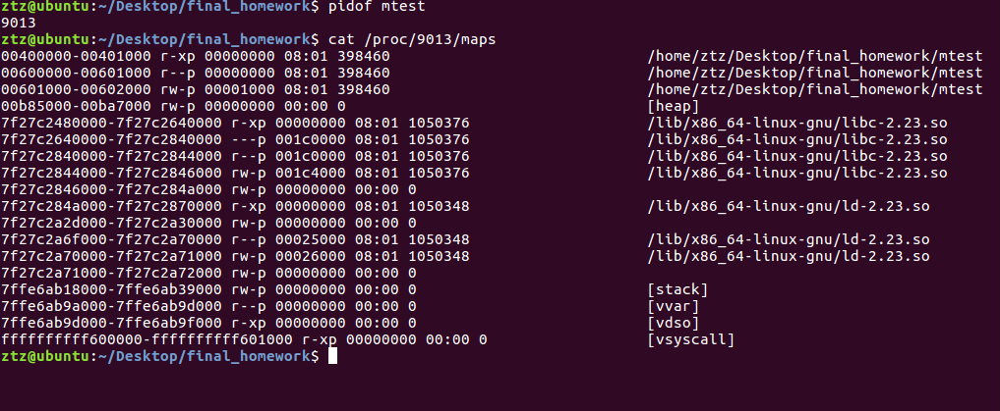 ztz@ubuntu:~/Desktop/final_homework$ pidof mtest
9013
ztz@ubuntu:~/Desktop/final_homework$ cat /proc/9013/maps
00400000-00401000 r-xp 00000000 08:01 398460 /home/ztz/Desktop/final_homework/mtest
00600000-00601000 r--p 00000000 08:01 398460 /home/ztz/Desktop/final_homework/mtest
00601000-00602000 rw-p 00001000 08:01 398460 /home/ztz/Desktop/final_homework/mtest
00b85000-00ba7000 rw-p 00000000 00:00 0 [heap]
7f27c2480000-7f27c2640000 r-xp 00000000 08:01 1050376 /lib/x86_64-linux-gnu/libc-2.23.so
7f27c2640000-7f27c2840000 ---p 001c0000 08:01 1050376 /lib/x86_64-linux-gnu/libc-2.23.so
7f27c2840000-7f27c2844000 r--p 001c0000 08:01 1050376 /lib/x86_64-linux-gnu/libc-2.23.so
7f27c2844000-7f27c2846000 rw-p 001c4000 08:01 1050376 /lib/x86_64-linux-gnu/libc-2.23.so
7f27c2846000-7f27c284a000 rw-p 00000000 00:00 0
7f27c284a000-7f27c2870000 r-xp 00000000 08:01 1050348 /lib/x86_64-linux-gnu/ld-2.23.so
7f27c2a2d000-7f27c2a30000 rw-p 00000000 00:00 0
7f27c2a6f000-7f27c2a70000 r--p 00025000 08:01 1050348 /lib/x86_64-linux-gnu/ld-2.23.so
7f27c2a70000-7f27c2a71000 rw-p 00026000 08:01 1050348 /lib/x86_64-linux-gnu/ld-2.23.so
7f27c2a71000-7f27c2a72000 rw-p 00000000 00:00 0
7ffe6ab18000-7ffe6ab39000 rw-p 00000000 00:00 0 [stack]
7ffe6ab9a000-7ffe6ab9d000 r--p 00000000 00:00 0 [vvar]
7ffe6ab9d000-7ffe6ab9f000 r-xp 00000000 00:00 0 [vdso]
ffffffffff600000-ffffffffff601000 r-xp 00000000 00:00 0 [vsyscall]
ztz@ubuntu:~/Desktop/final_homework$